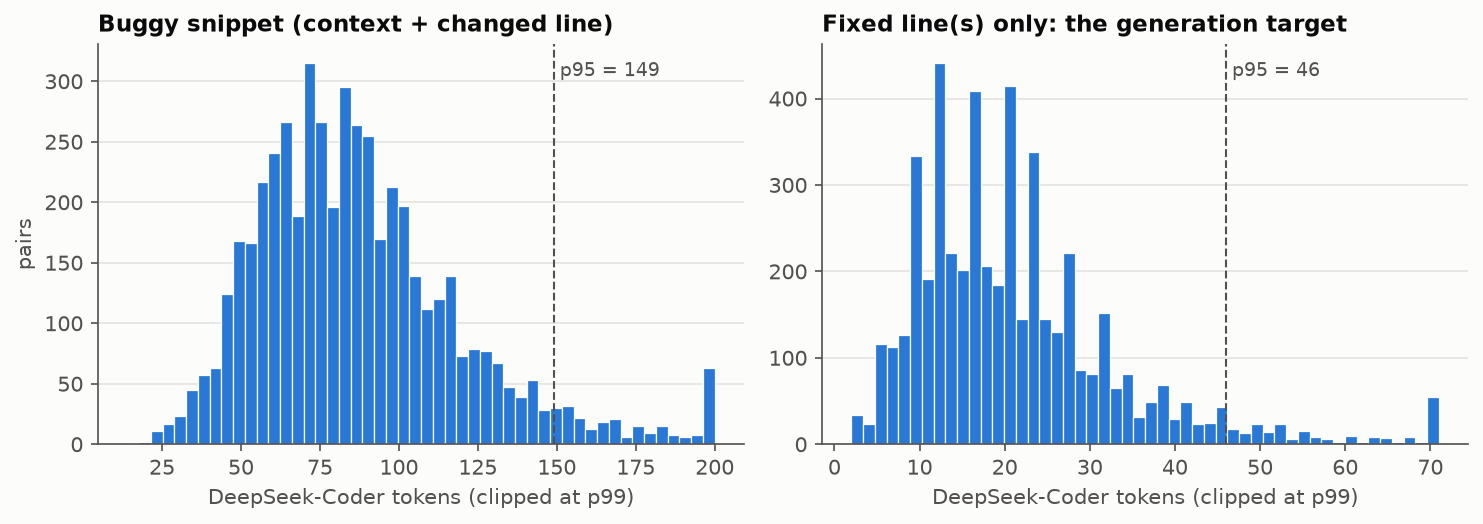 Buggy snippet (context + changed line)
p95 = 149
pairs
300
250
200
150
100
50
0
25 50 75 100 125 150 175 200
DeepSeek-Coder tokens (clipped at p99)
Fixed line(s) only: the generation target
p95 = 46
400
300
200
100
0
0 10 20 30 40 50 60 70
DeepSeek-Coder tokens (clipped at p99)